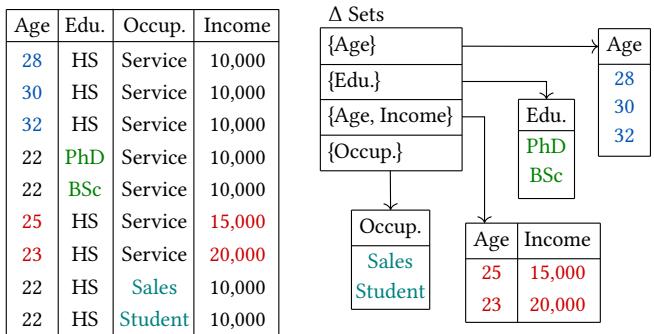 Age Edu. Occup. Income
28 HS Service 10,000
30 HS Service 10,000
32 HS Service 10,000
22 PhD Service 10,000
22 BSc Service 10,000
25 HS Service 15,000
23 HS Service 20,000
22 HS Sales 10,000
22 HS Student 10,000
Δ Sets
{Age}
{Edu.}
{Age, Income}
{Occup.}
Age
28
30
32
Edu.
PhD
BSc
Occup.
Sales
Student
Age Income
25 15,000
23 20,000